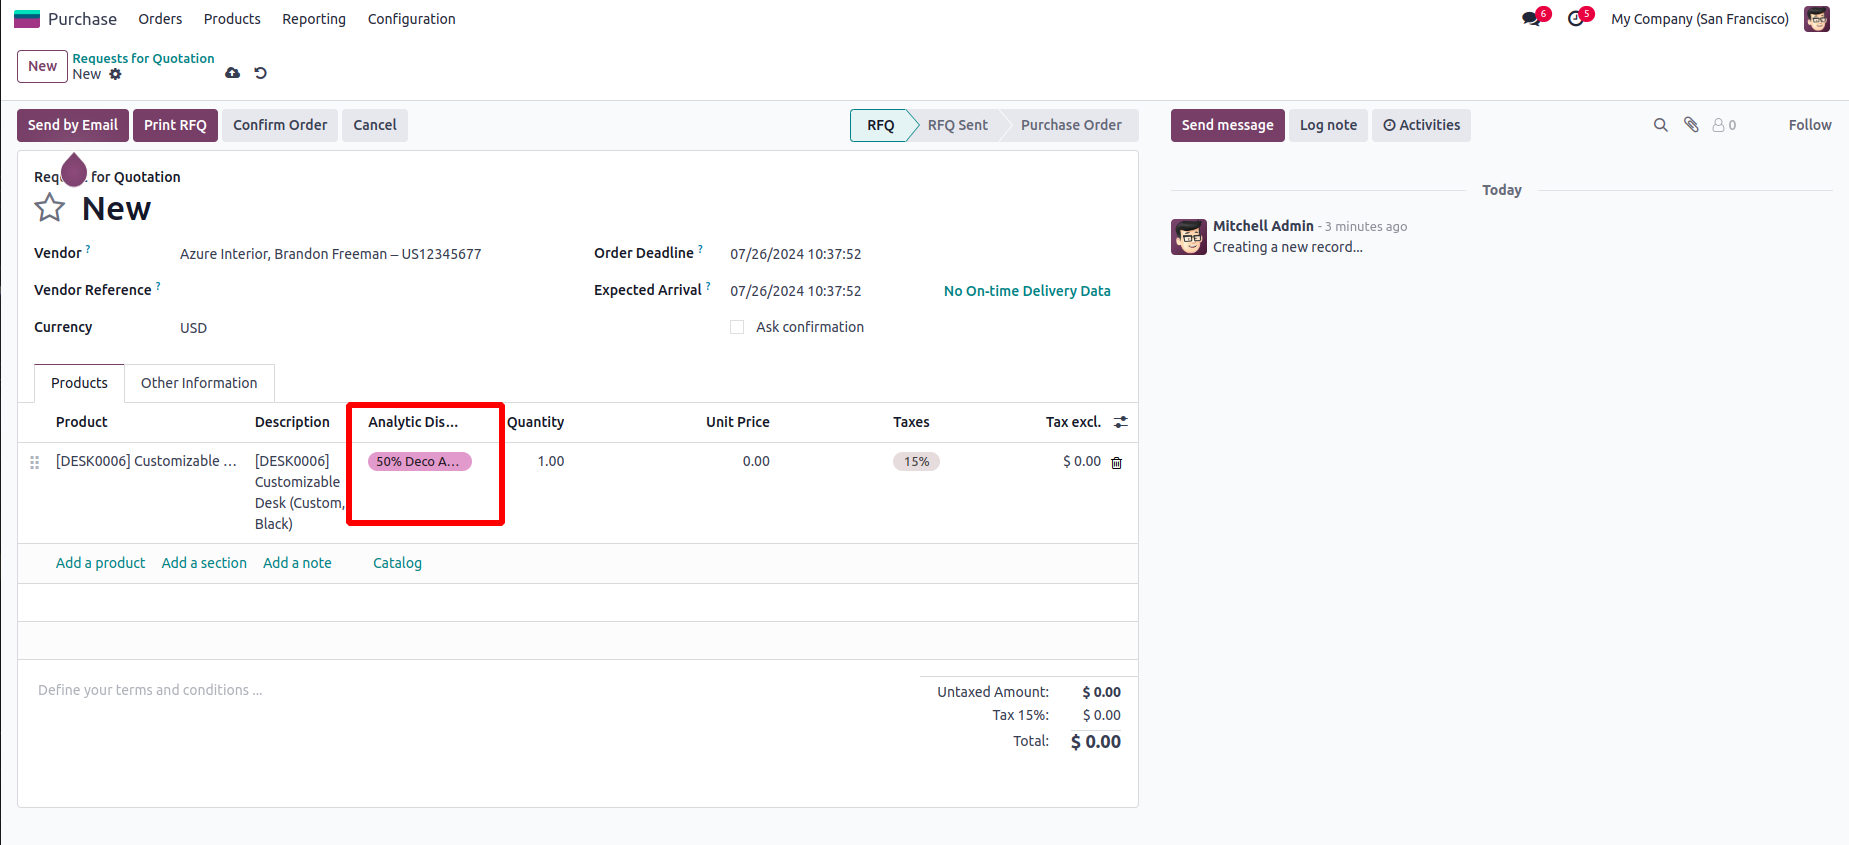 Purchase Orders Products Reporting Configuration 6 5 My Company (San Francisco)
New Requests for Quotation
New
Send by Email Print RFQ Confirm Order Cancel RFQ RFQ Sent Purchase Order Send message Log note Activities 0 Follow
Req for Quotation
New
Vendor ? Azure Interior, Brandon Freeman – US12345677 Order Deadline ? 07/26/2024 10:37:52
Vendor Reference ? Expected Arrival ? 07/26/2024 10:37:52 No On-time Delivery Data
Currency USD Ask confirmation
Today
Mitchell Admin - 3 minutes ago
Creating a new record...
Products Other Information
Product Description Analytic Dis... Quantity Unit Price Taxes Tax excl.
[DESK0006] Customizable ... [DESK0006] 50% Deco A... 1.00 0.00 15% $ 0.00
Customizable
Desk (Custom,
Black)
Add a product Add a section Add a note Catalog
Define your terms and conditions ...
Untaxed Amount: $ 0.00
Tax 15%: $ 0.00
Total: $ 0.00